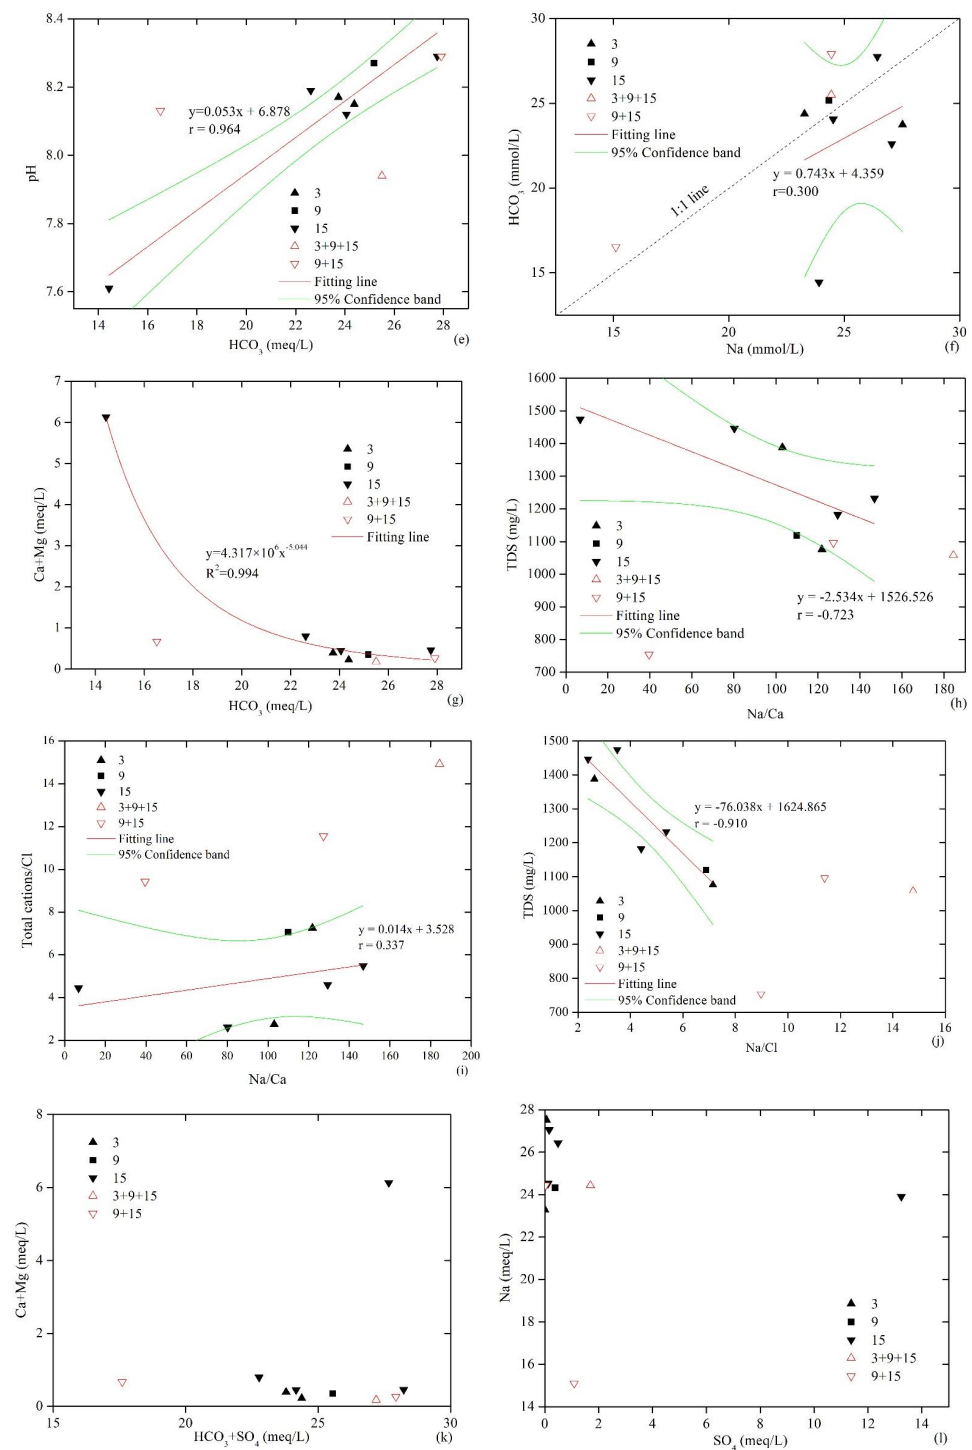 8.4
8.2
8.0
7.8
7.6
pH
y=0.053x + 6.878
r = 0.964
3
9
15
3+9+15
9+15
Fitting line
95% Confidence band
14 16 18 20 22 24 26 28
HCO3 (meq/L)
(e)
30
25
20
15
HCO3 (mmol/L)
3
9
15
3+9+15
9+15
Fitting line
95% Confidence band
1:1 line
y = 0.743x + 4.359
r=0.300
15 20 25 30
Na (mmol/L)
(f)
7
6
5
4
3
2
1
0
Ca+Mg (meq/L)
3
9
15
3+9+15
9+15
Fitting line
y=4.317×10^6x^-5.044
R^2=0.994
14 16 18 20 22 24 26 28
HCO3 (meq/L)
(g)
1600
1500
1400
1300
1200
1100
1000
900
800
700
TDS (mg/L)
3
9
15
3+9+15
9+15
Fitting line
95% Confidence band
y = -2.534x + 1526.526
r = -0.723
0 20 40 60 80 100 120 140 160 180
Na/Ca
(h)
16
14
12
10
8
6
4
2
Total cations/Cl
3
9
15
3+9+15
9+15
Fitting line
95% Confidence band
y = 0.014x + 3.528
r = 0.337
0 20 40 60 80 100 120 140 160 180 200
Na/Ca
(i)
1500
1400
1300
1200
1100
1000
900
800
700
TDS (mg/L)
y = -76.038x + 1624.865
r = -0.910
3
9
15
3+9+15
9+15
Fitting line
95% Confidence band
2 4 6 8 10 12 14 16
Na/Cl
(j)
8
6
4
2
0
Ca+Mg (meq/L)
3
9
15
3+9+15
9+15
15 20 25 30
HCO3+SO4 (meq/L)
(k)
28
26
24
22
20
18
16
14
Na (meq/L)
3
9
15
3+9+15
9+15
0 2 4 6 8 10 12 14
SO4 (meq/L)
(l)